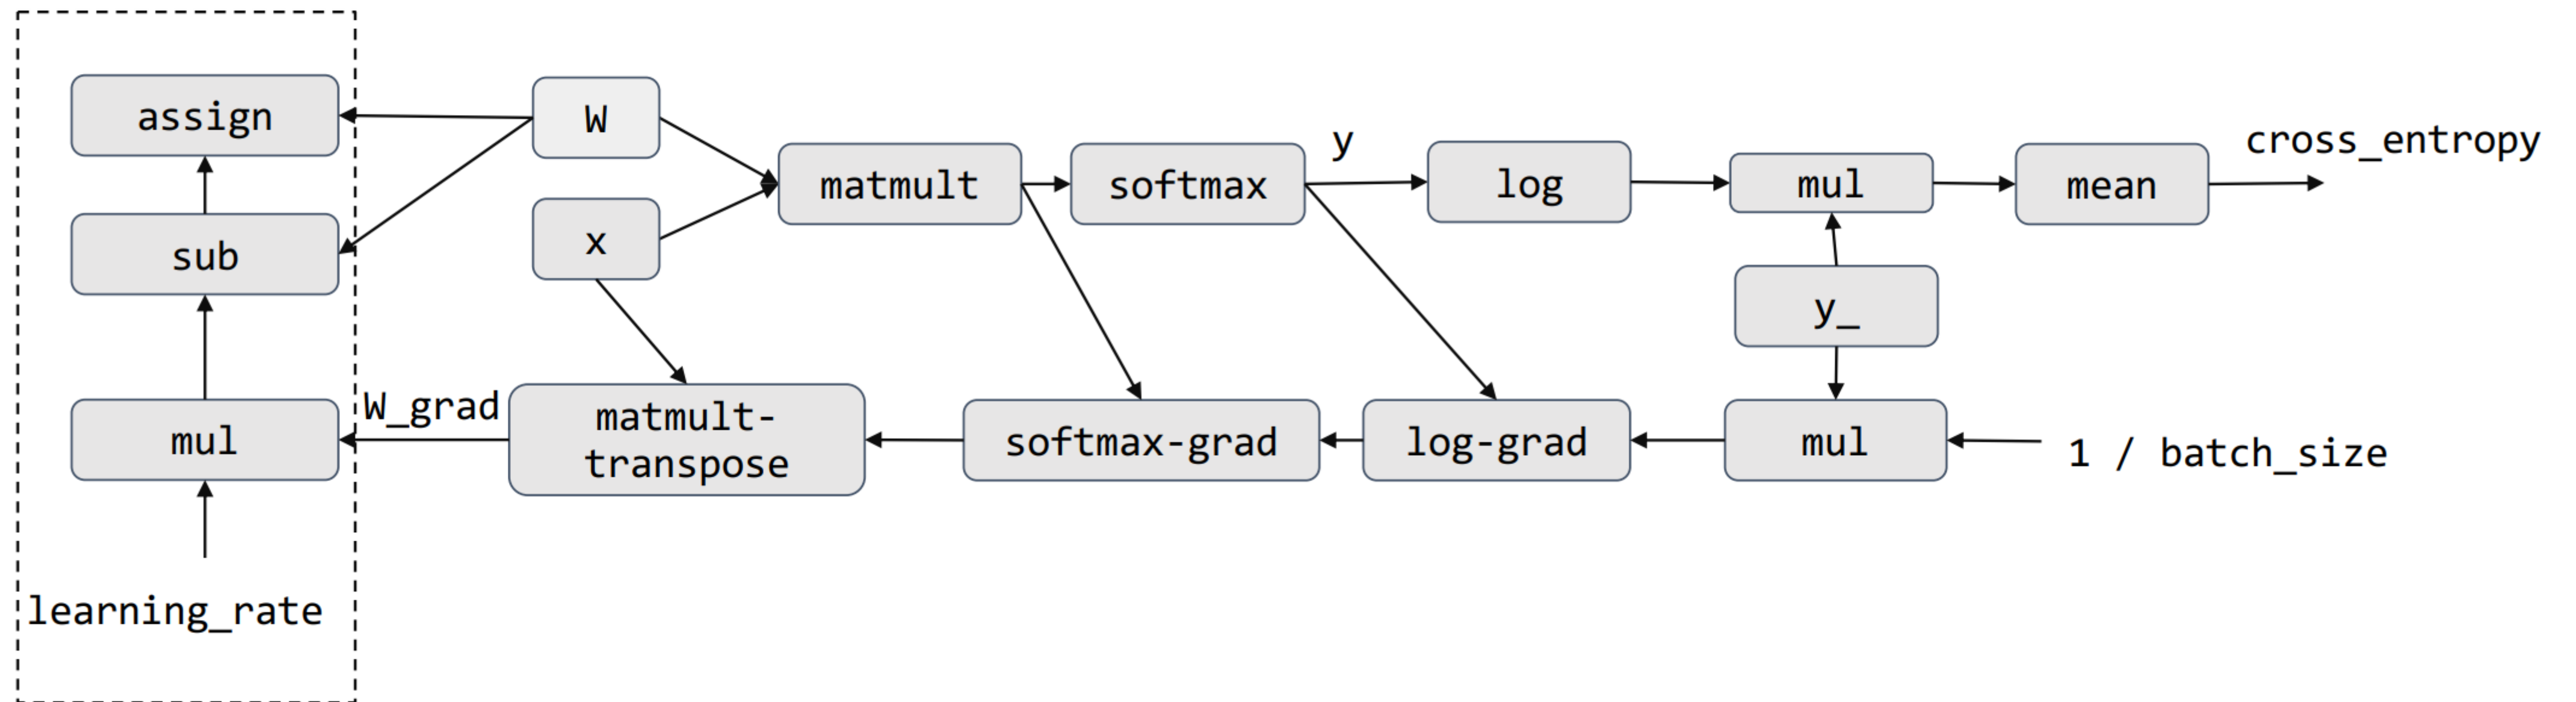 assign
W
matmult
softmax
y
log
mul
mean
cross_entropy
sub
x
y_
mul
W_grad
matmult-
transpose
softmax-grad
log-grad
mul
1 / batch_size
learning_rate